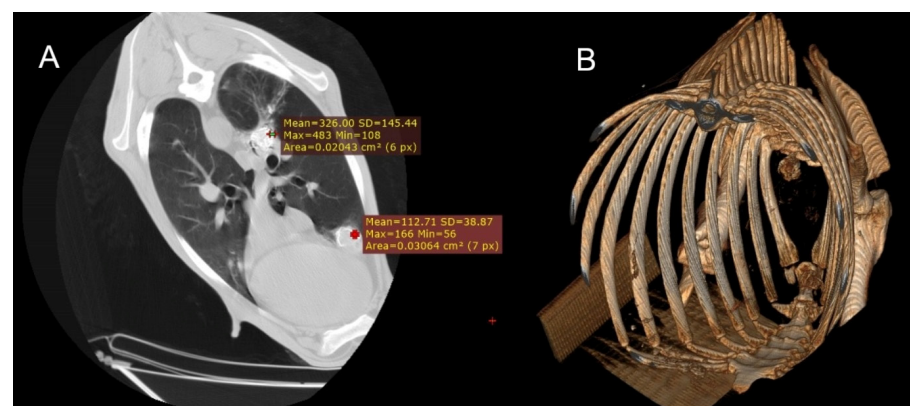 A
Mean=326.00 SD=145.44
Max=483 Min=108
Area=0.02043 cm² (6 px)
Mean=112.71 SD=38.87
Max=166 Min=56
Area=0.03064 cm² (7 px)
B